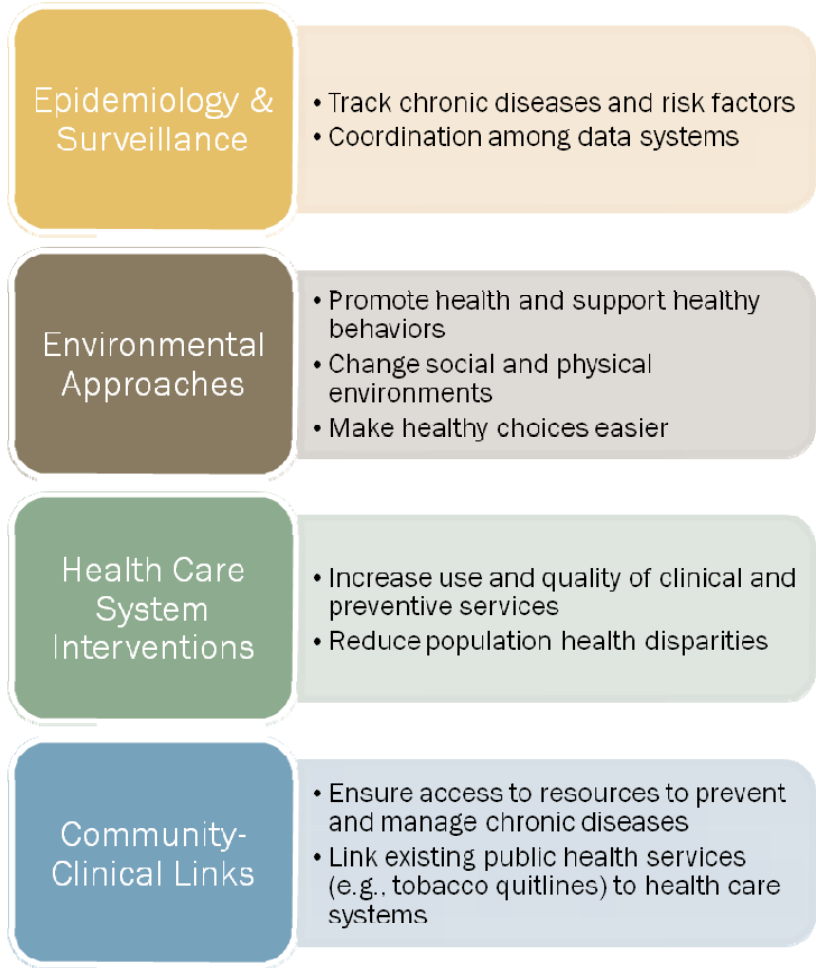 Epidemiology &
Surveillance
• Track chronic diseases and risk factors
• Coordination among data systems
Environmental
Approaches
• Promote health and support healthy
behaviors
• Change social and physical
environments
• Make healthy choices easier
Health Care
System
Interventions
• Increase use and quality of clinical and
preventive services
• Reduce population health disparities
Community-
Clinical Links
• Ensure access to resources to prevent
and manage chronic diseases
• Link existing public health services
(e.g., tobacco quitlines) to health care
systems